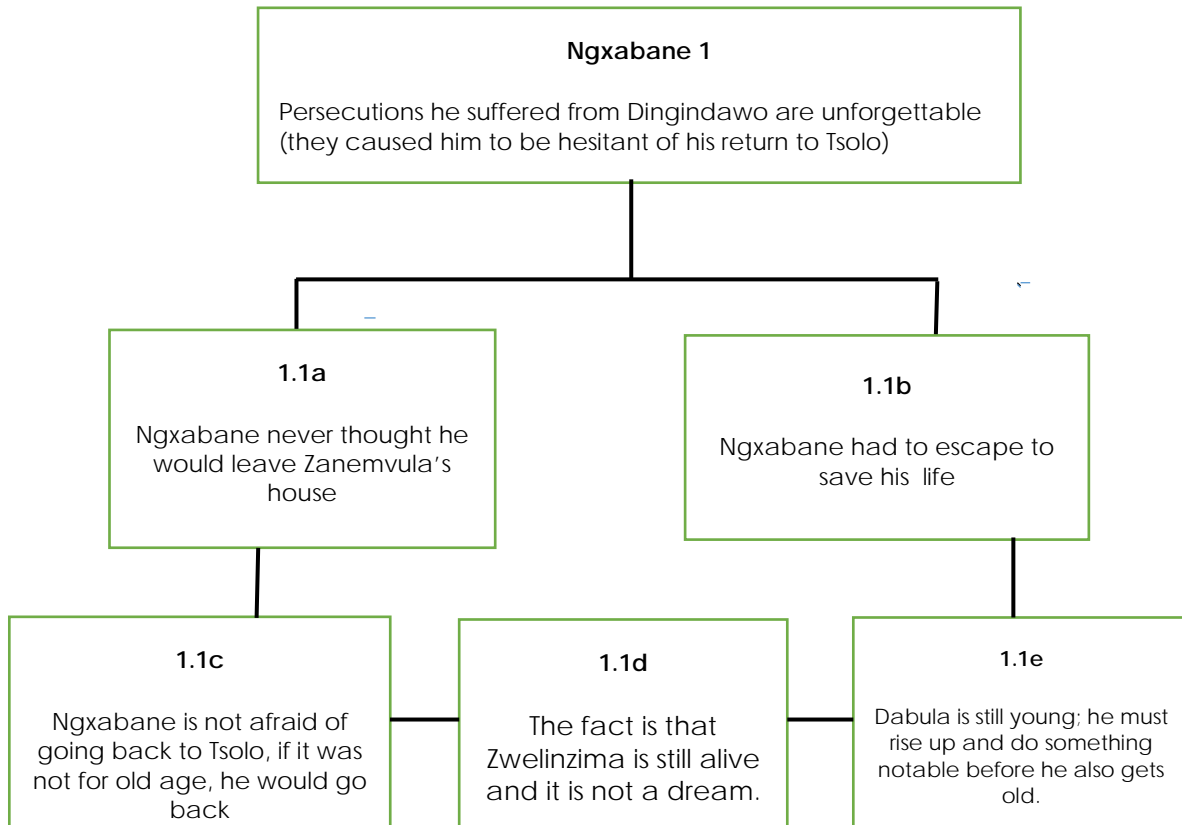 Ngxabane 1
Persecutions he suffered from Dingindawo are unforgettable
(they caused him to be hesitant of his return to Tsolo)
1.1a
Ngxabane never thought he
would leave Zanemvula's
house
1.1b
Ngxabane had to escape to
save his life
1.1c
Ngxabane is not afraid of
going back to Tsolo, if it was
not for old age, he would go
back
1.1d
The fact is that
Zwelinzima is still alive
and it is not a dream.
1.1e
Dabula is still young; he must
rise up and do something
notable before he also gets
old.